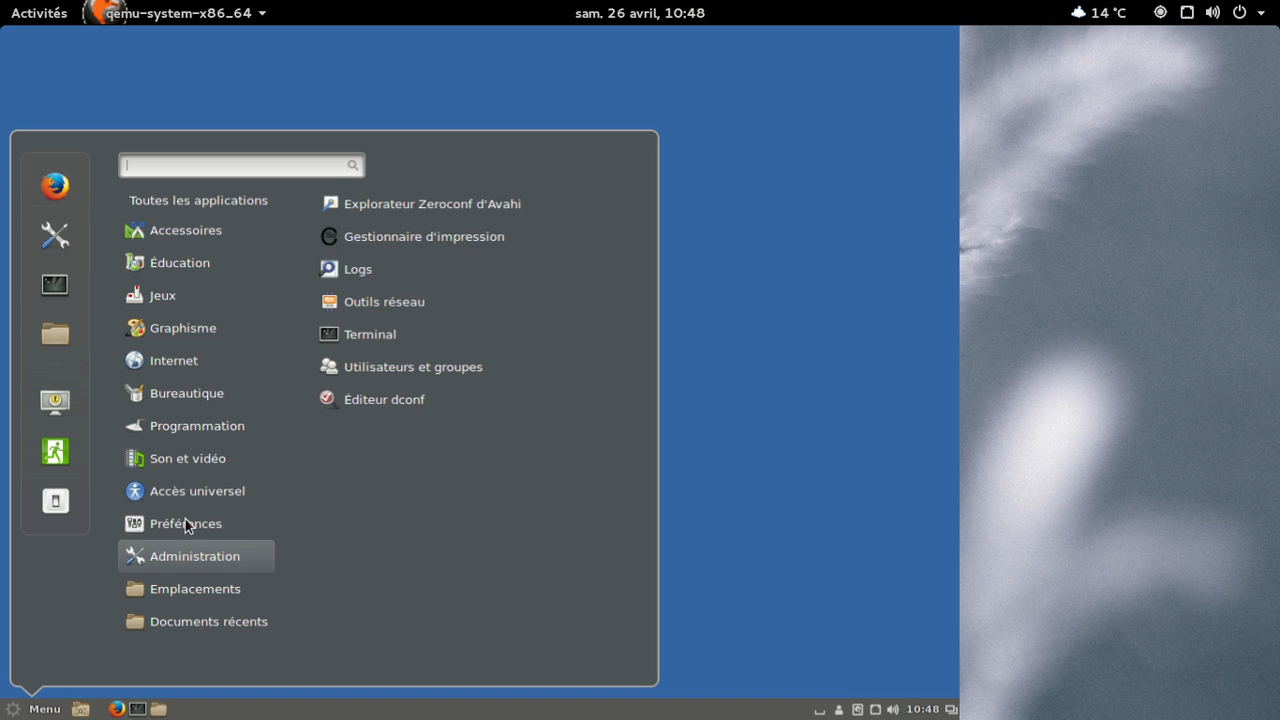 Activités qemu-system-x86_64 sam. 26 avril, 10:48 14 °C
Toutes les applications
Accessoires
Éducation
Jeux
Graphisme
Internet
Bureautique
Programmation
Son et vidéo
Accès universel
Préférences
Administration
Emplacements
Documents récents
Explorateur Zeroconf d'Avahi
Gestionnaire d'impression
Logs
Outils réseau
Terminal
Utilisateurs et groupes
Éditeur dconf
Menu 10:48